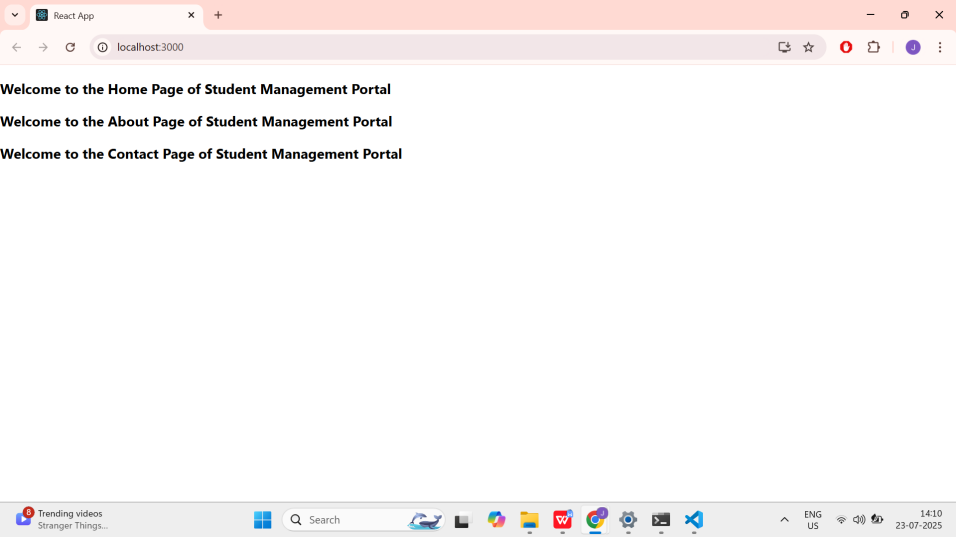 React App
localhost:3000
J
Welcome to the Home Page of Student Management Portal
Welcome to the About Page of Student Management Portal
Welcome to the Contact Page of Student Management Portal
8
Trending videos
Stranger Things...
Search
W
J
ENG
US
14:10
23-07-2025